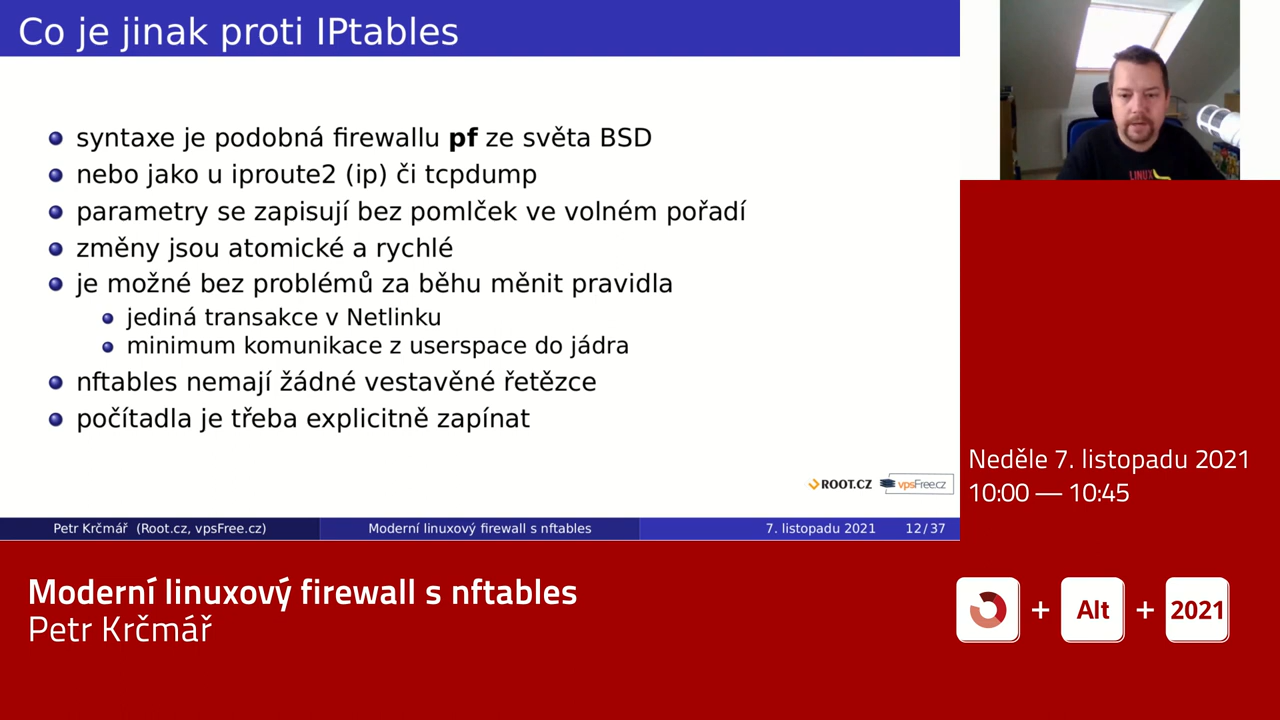 Co je jinak proti IPtables
syntaxe je podobná firewallu pf ze světa BSD
nebo jako u iproute2 (ip) či tcpdump
parametry se zapisují bez pomlček ve volném pořadí
změny jsou atomické a rychlé
je možné bez problémů za běhu měnit pravidla
jediná transakce v Netlinku
minimum komunikace z userspace do jádra
nftables nemají žádné vestavěné řetězce
počítadla je třeba explicitně zapínat
ROOT.CZ vpsFree.cz
Petr Krčmář (Root.cz, vpsFree.cz) Moderní linuxový firewall s nftables 7. listopadu 2021 12/37
LINUX
Neděle 7. listopadu 2021
10:00 — 10:45
Moderní linuxový firewall s nftables
Petr Krčmář
+ Alt + 2021